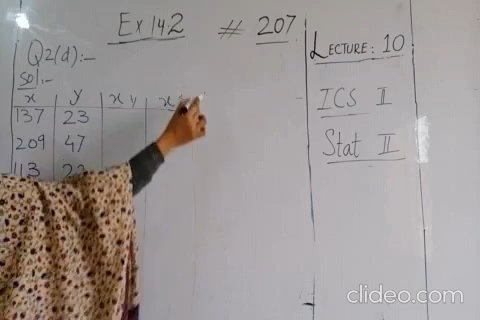 Ex 14.2 # 207
LECTURE: 10
Q2(d):-
Sol:-
ICS II
x y xy x
137 23
Stat II
209 47
113 22
clideo.com